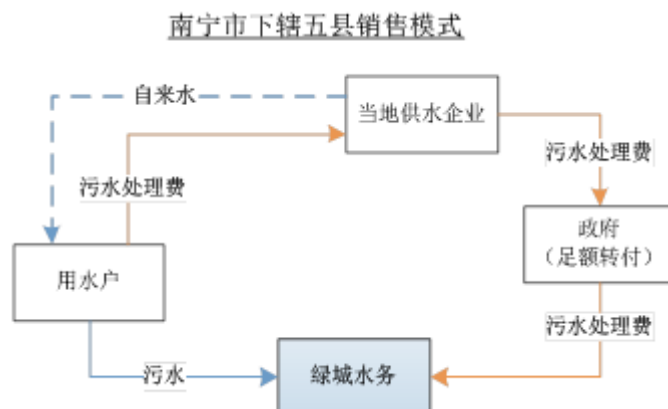 南宁市下辖五县销售模式
自来水
当地供水企业
污水处理费
污水处理费
政府
（足额转付）
用水户
污水处理费
污水
绿城水务